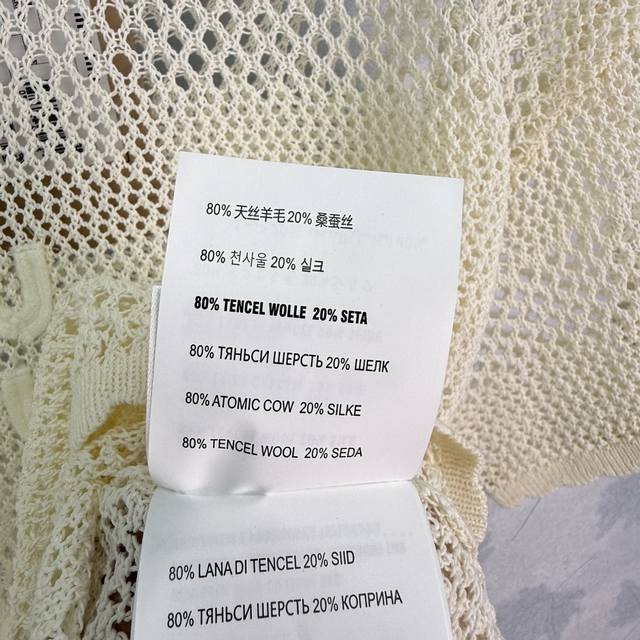 80% 天丝羊毛 20% 桑蚕丝
80% 천사울 20% 실크
80% TENCEL WOLLE 20% SETA
80% ТЯНЬСИ ШЕРСТЬ 20% ШЕЛК
80% ATOMIC COW 20% SILKE
80% TENCEL WOOL 20% SEDA
80% LANA DI TENCEL 20% SIID
80% ТЯНЬСИ ШЕРСТЬ 20% КОПРИНА